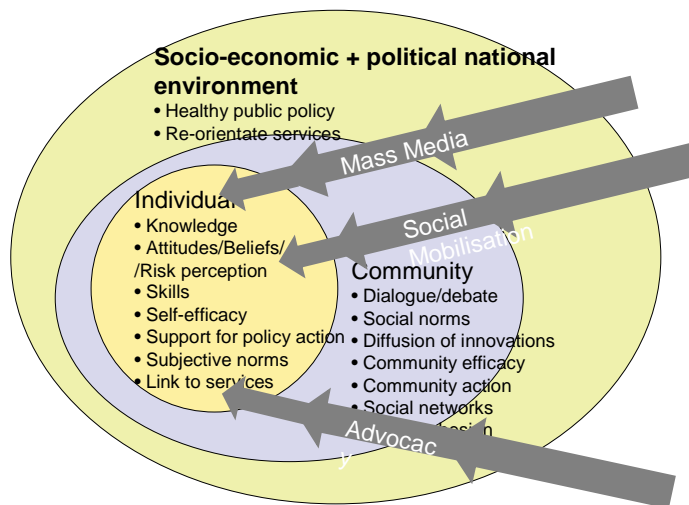 Socio-economic + political national
environment
• Healthy public policy
• Re-orientate services
Mass Media
Social
Mobilisation
Individual
• Knowledge
• Attitudes/Beliefs/
/Risk perception
• Skills
• Self-efficacy
• Support for policy action
• Subjective norms
• Link to services
Community
• Dialogue/debate
• Social norms
• Diffusion of innovations
• Community efficacy
• Community action
• Social networks
Advocac
y